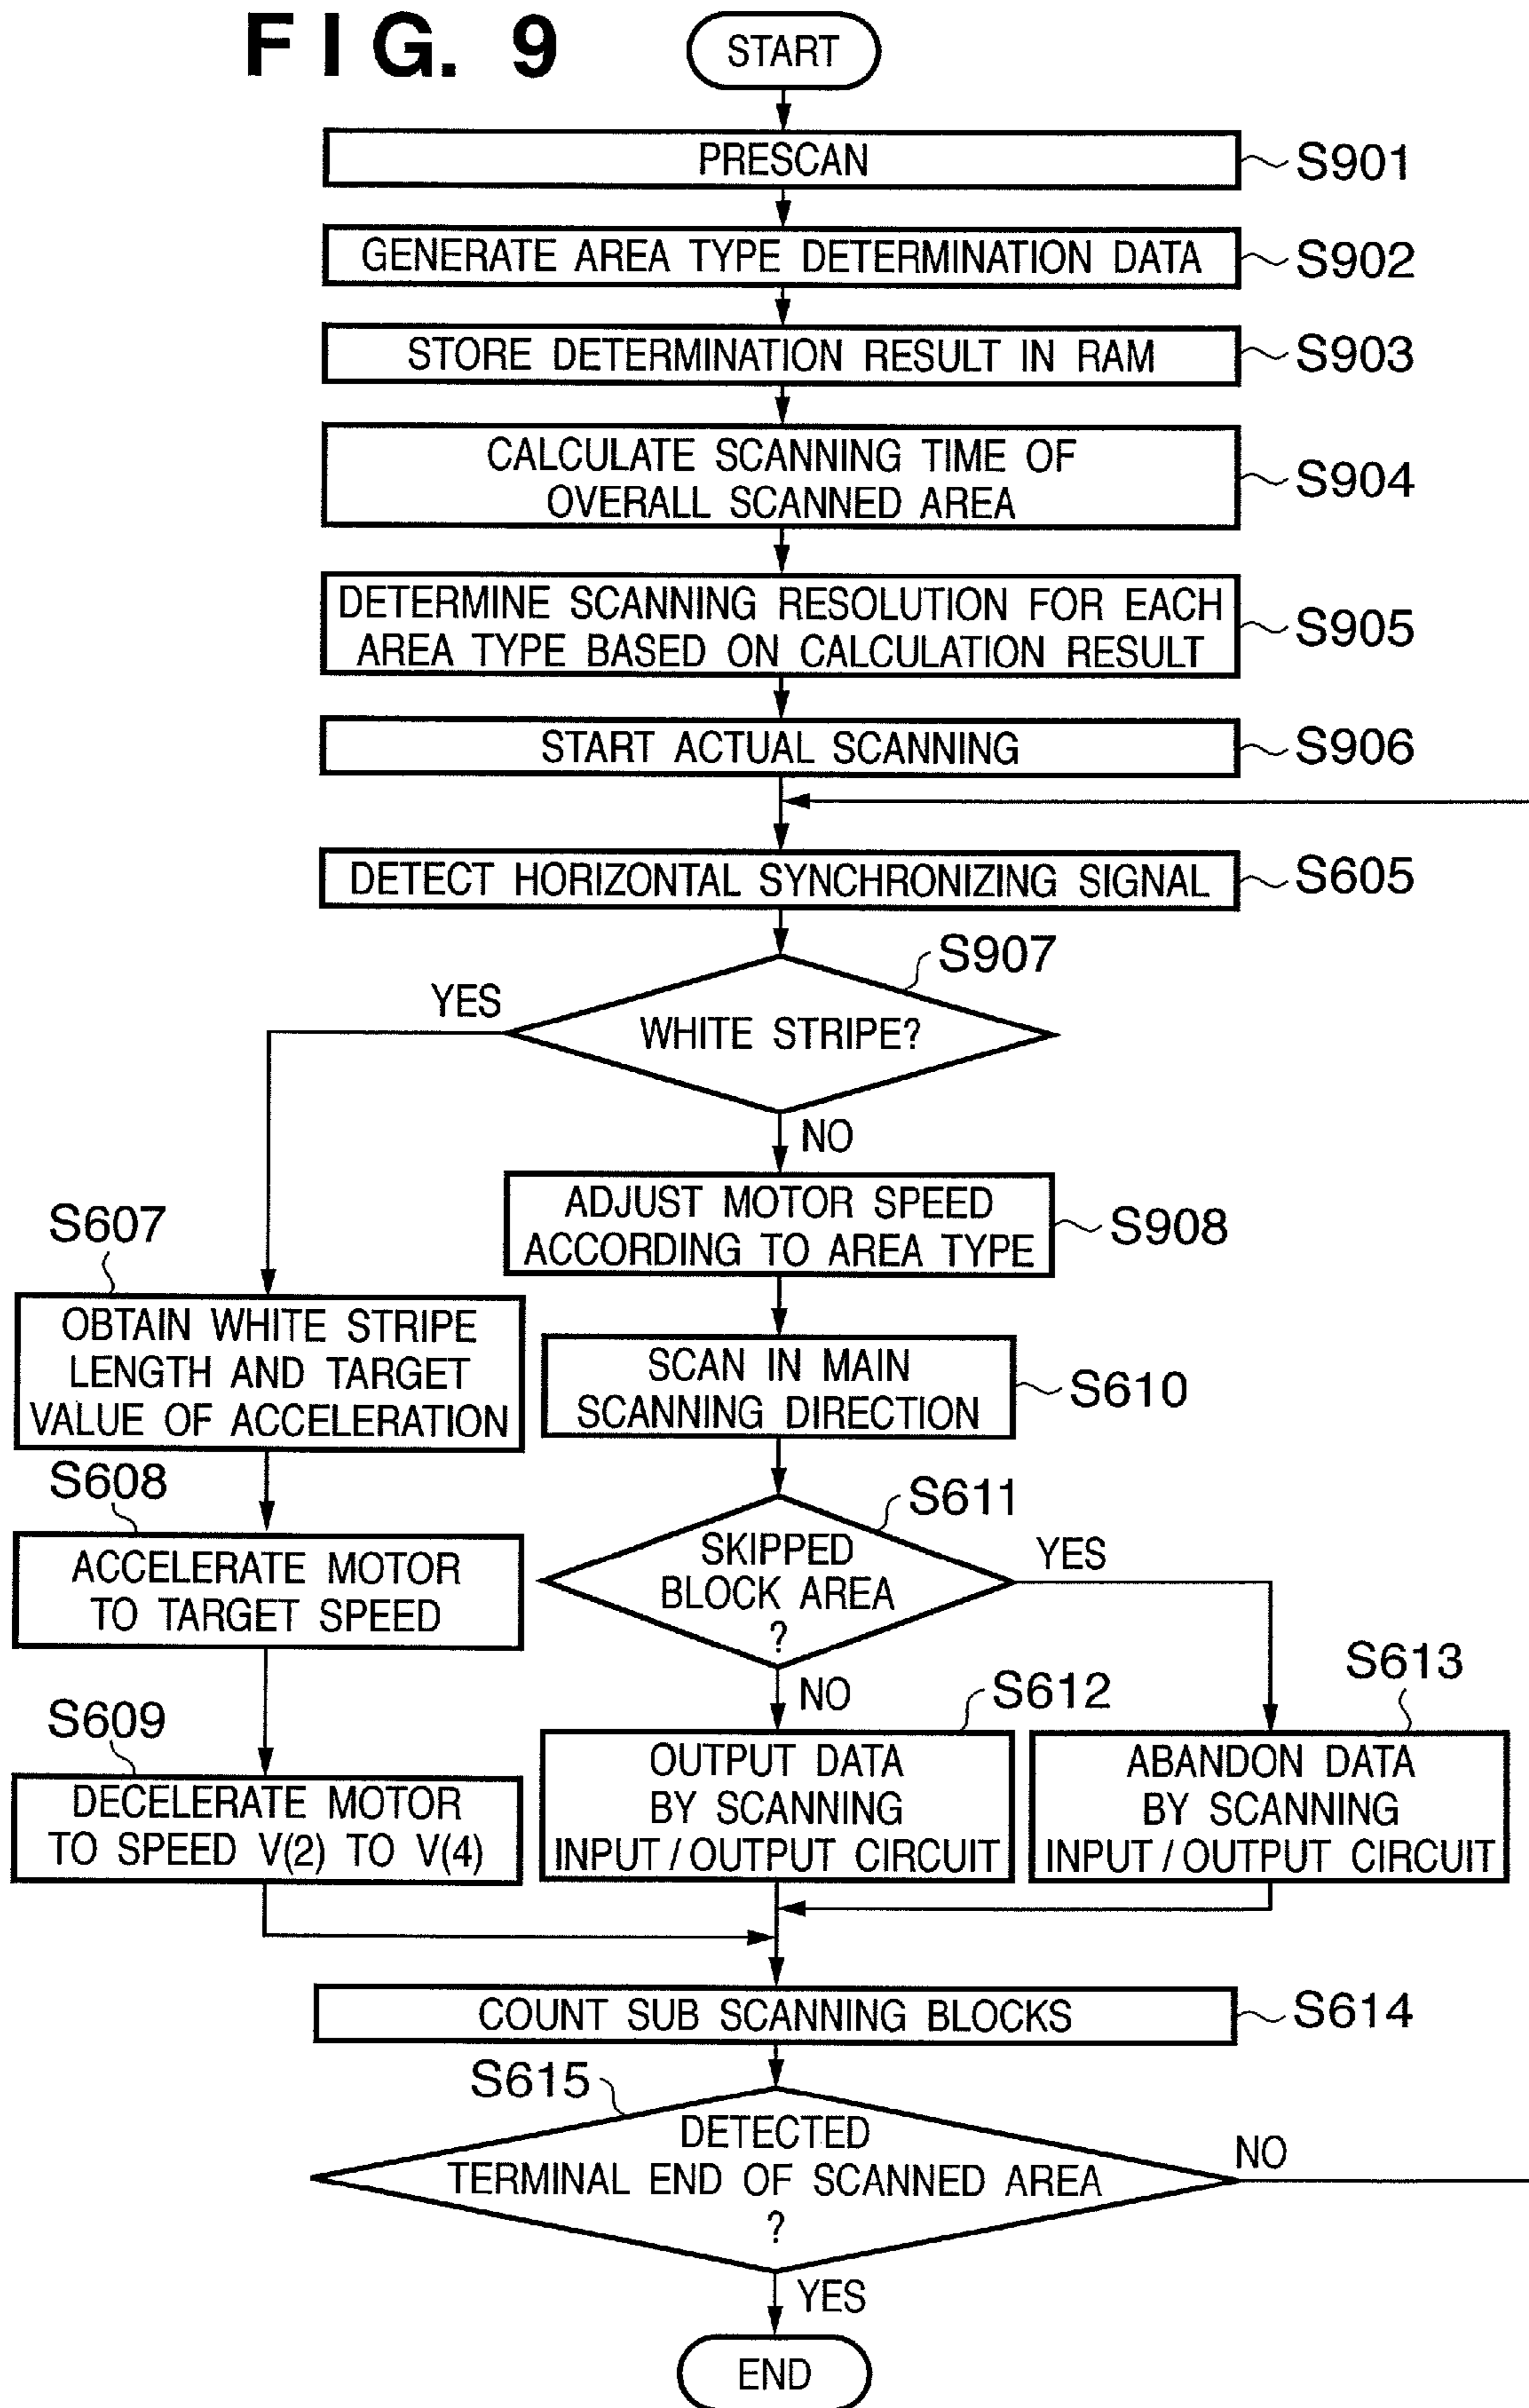 FIG. 9
START
PRESCAN
S901
GENERATE AREA TYPE DETERMINATION DATA
S902
STORE DETERMINATION RESULT IN RAM
S903
CALCULATE SCANNING TIME OF
OVERALL SCANNED AREA
S904
DETERMINE SCANNING RESOLUTION FOR EACH
AREA TYPE BASED ON CALCULATION RESULT
S905
START ACTUAL SCANNING
S906
DETECT HORIZONTAL SYNCHRONIZING SIGNAL
S605
S907
YES
WHITE STRIPE?
NO
ADJUST MOTOR SPEED
ACCORDING TO AREA TYPE
S908
S607
OBTAIN WHITE STRIPE
LENGTH AND TARGET
VALUE OF ACCELERATION
SCAN IN MAIN
SCANNING DIRECTION
S610
S608
ACCELERATE MOTOR
TO TARGET SPEED
S611
SKIPPED
BLOCK AREA
?
YES
NO
S609
DECELERATE MOTOR
TO SPEED V(2) TO V(4)
S612
OUTPUT DATA
BY SCANNING
INPUT/OUTPUT CIRCUIT
S613
ABANDON DATA
BY SCANNING
INPUT/OUTPUT CIRCUIT
COUNT SUB SCANNING BLOCKS
S614
S615
DETECTED
TERMINAL END OF SCANNED AREA
?
NO
YES
END